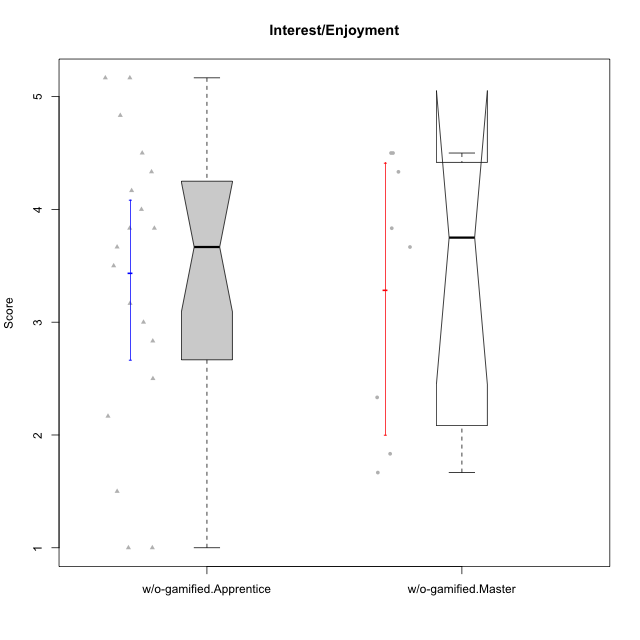 Interest/Enjoyment
Score
5
4
3
2
1
w/o-gamified.Apprentice
w/o-gamified.Master